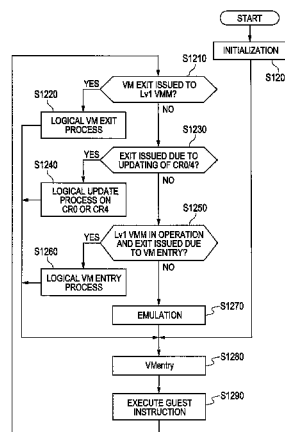 START
INITIALIZATION
S120
S1210
VM EXIT ISSUED TO
Lv1 VMM?
YES
NO
S1220
LOGICAL VM EXIT
PROCESS
S1230
EXIT ISSUED DUE TO
UPDATING OF CR0/4?
YES
NO
S1240
LOGICAL UPDATE
PROCESS ON
CR0 OR CR4
S1250
Lv1 VMM IN OPERATION
AND EXIT ISSUED DUE
TO VM ENTRY?
YES
NO
S1260
LOGICAL VM ENTRY
PROCESS
S1270
EMULATION
S1280
VMentry
S1290
EXECUTE GUEST
INSTRUCTION